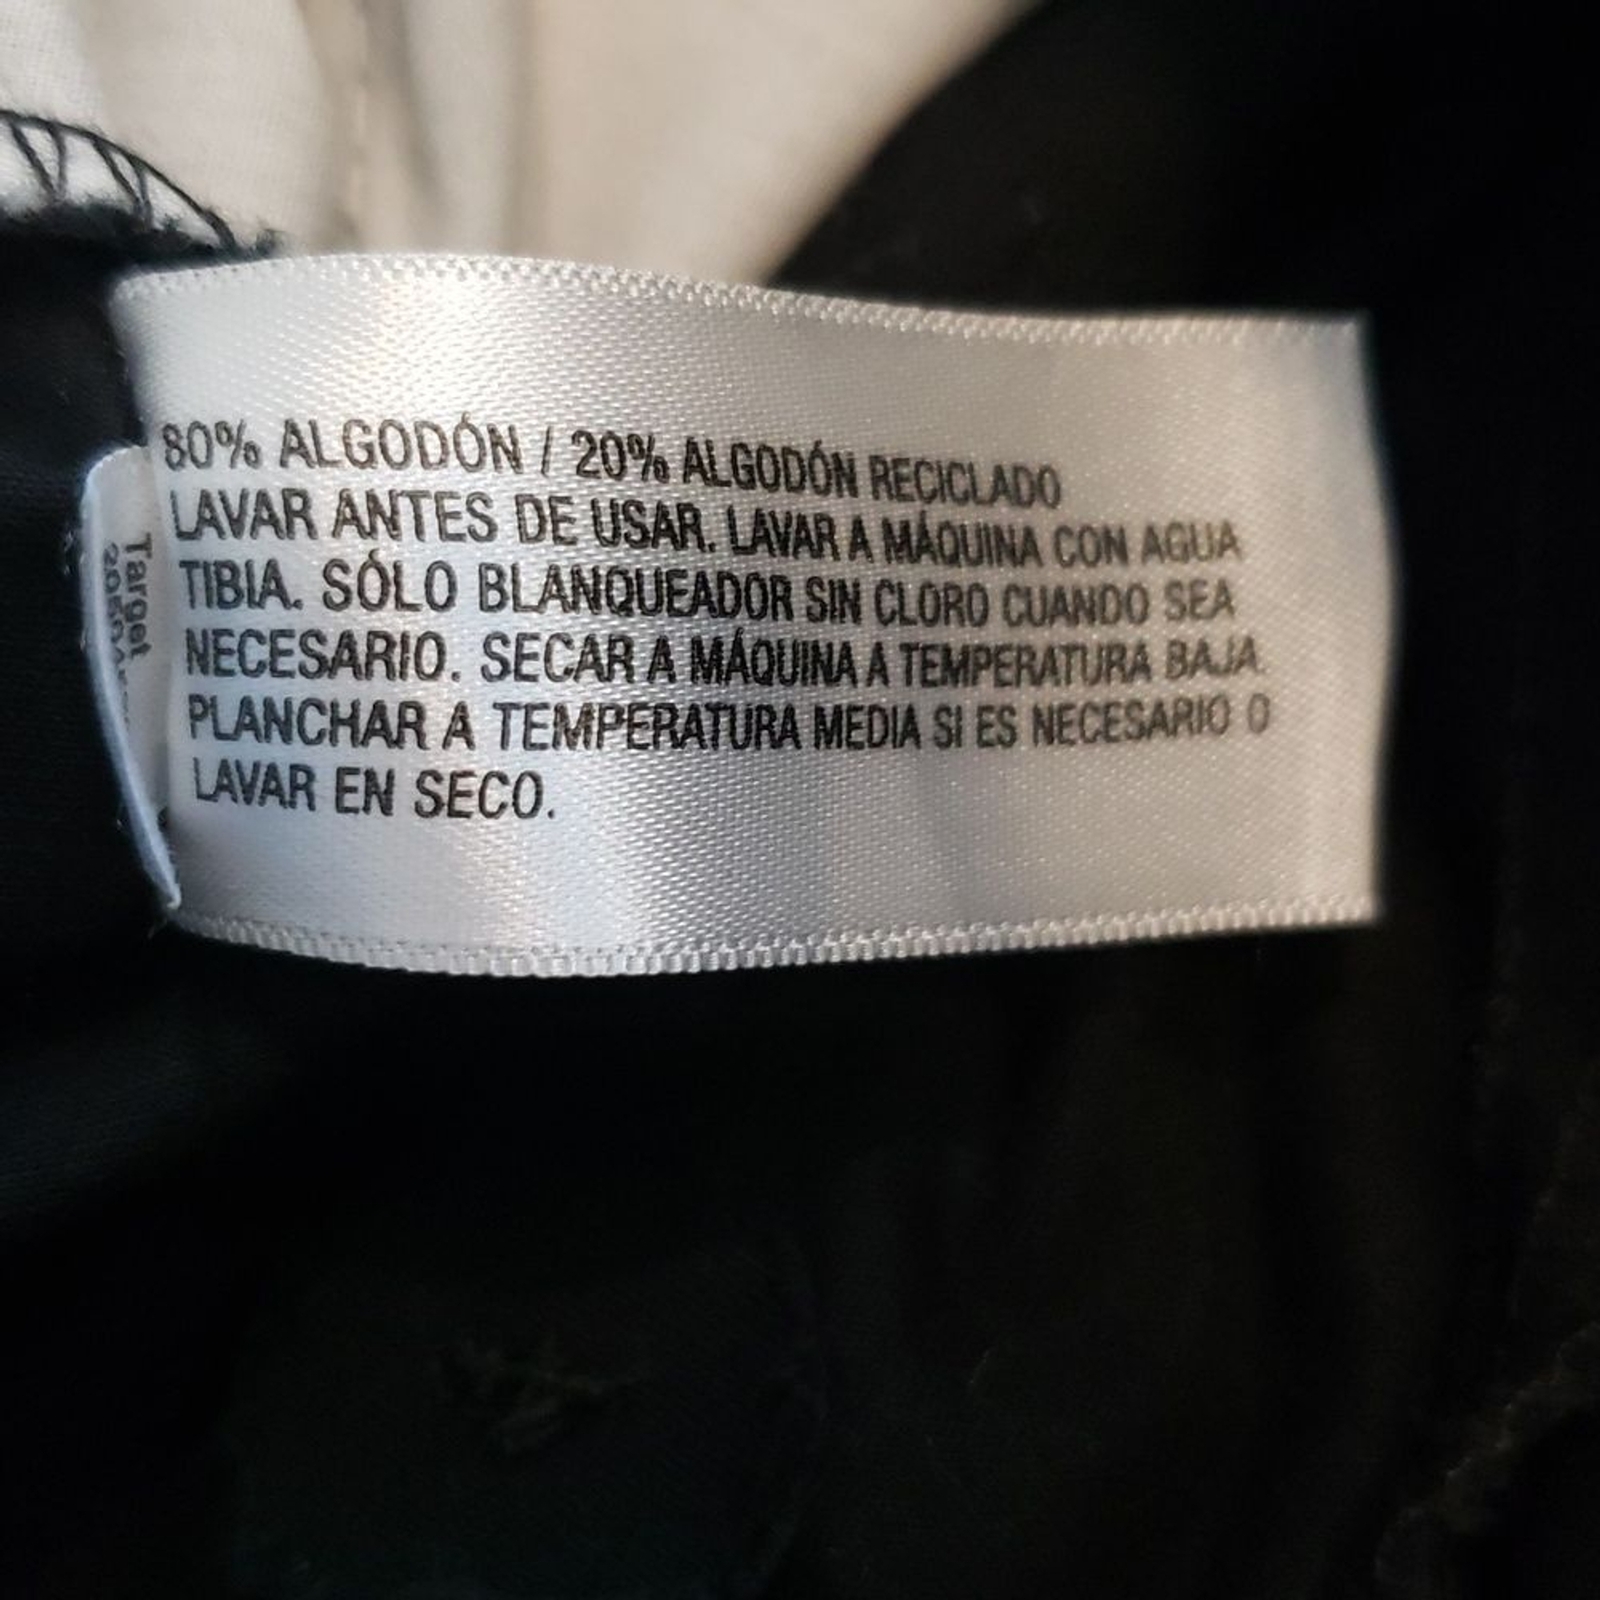 80% ALGODÓN / 20% ALGODÓN RECICLADO
LAVAR ANTES DE USAR. LAVAR A MÁQUINA CON AGUA
TIBIA. SÓLO BLANQUEADOR SIN CLORO CUANDO SEA
NECESARIO. SECAR A MÁQUINA A TEMPERATURA BAJA.
PLANCHAR A TEMPERATURA MEDIA SI ES NECESARIO O
LAVAR EN SECO.
Target